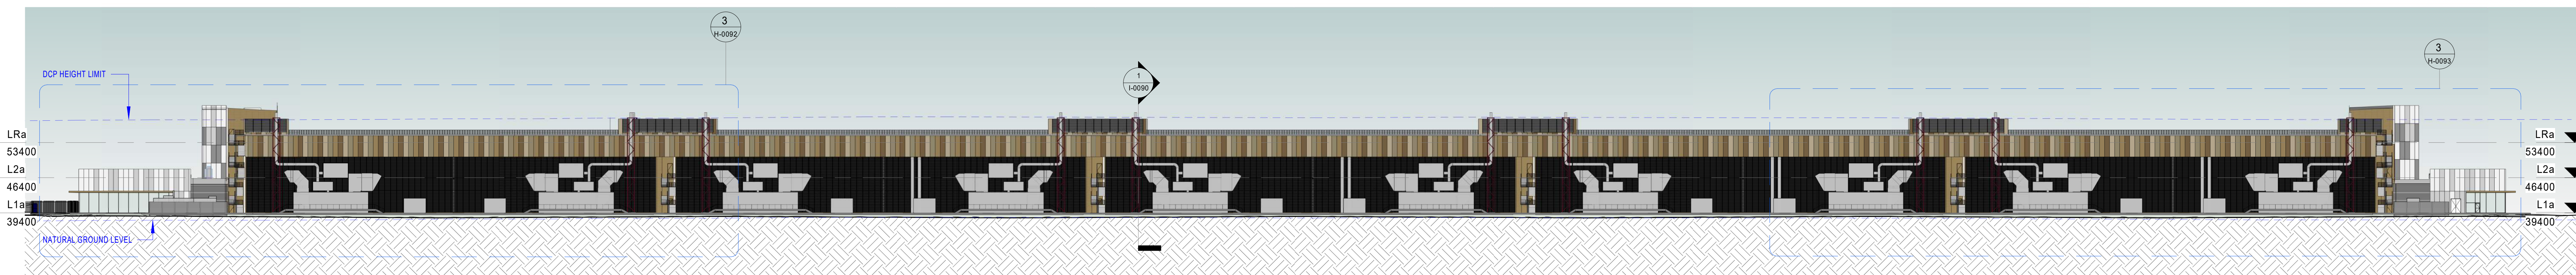 3
H-0092
3
H-0093
DCP HEIGHT LIMIT
1
I-0090
LRa
53400
L2a
46400
L1a
39400
LRa
53400
L2a
46400
L1a
39400
NATURAL GROUND LEVEL